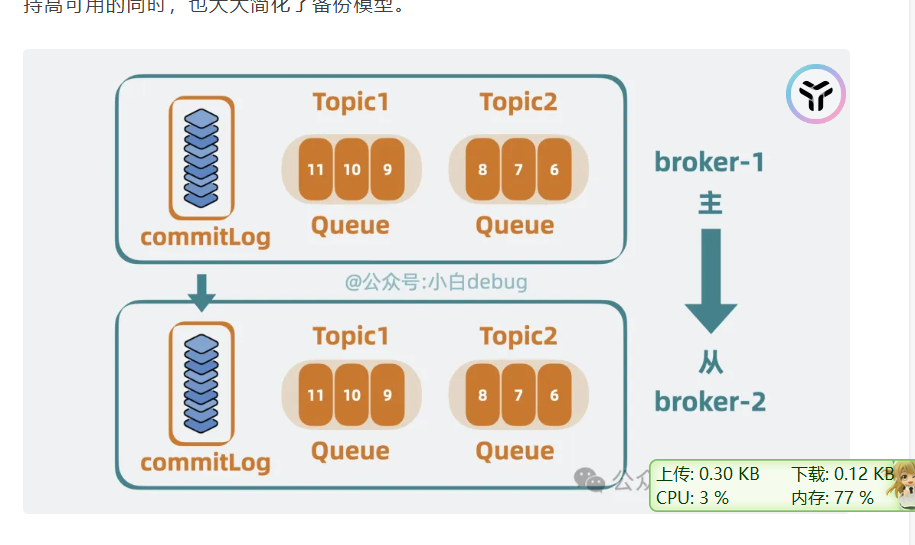 持高可用的同时，也大大简化了备份模型。
Topic1
Topic2
11 10 9
8 7 6
broker-1
主
Queue
Queue
commitLog
@公众号:小白debug
Topic1
Topic2
11 10 9
8 7 6
从
broker-2
Queue
Queue
commitLog
公众
上传: 0.30 KB 下载: 0.12 KB
CPU: 3 % 内存: 77 %